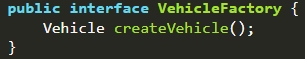 public interface VehicleFactory {
    Vehicle createVehicle();
}